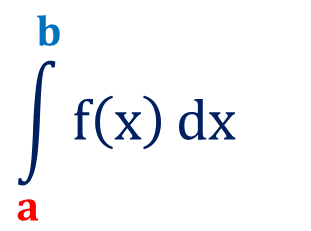 b
∫ f(x) dx
a